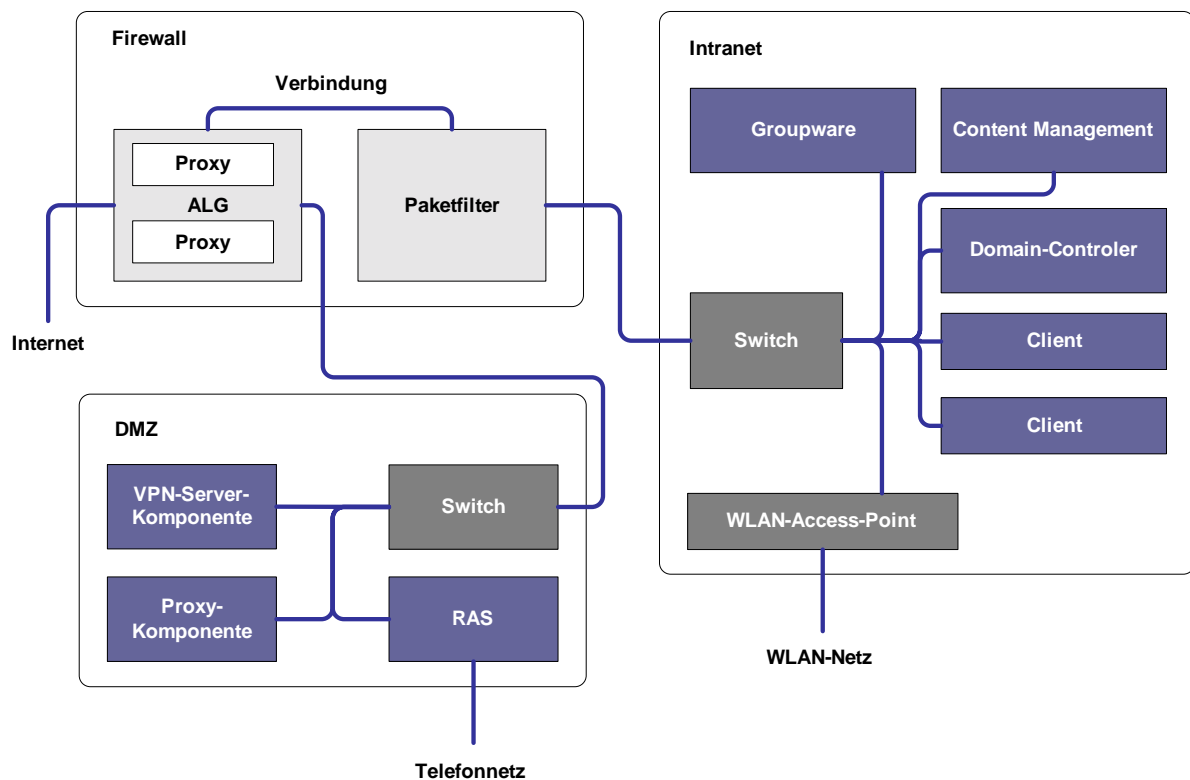 Firewall
Verbindung
Proxy
ALG
Proxy
Paketfilter
Internet
Intranet
Groupware
Content Management
Domain-Controler
Switch
Client
Client
WLAN-Access-Point
WLAN-Netz
DMZ
VPN-Server-
Komponente
Switch
Proxy-
Komponente
RAS
Telefonnetz